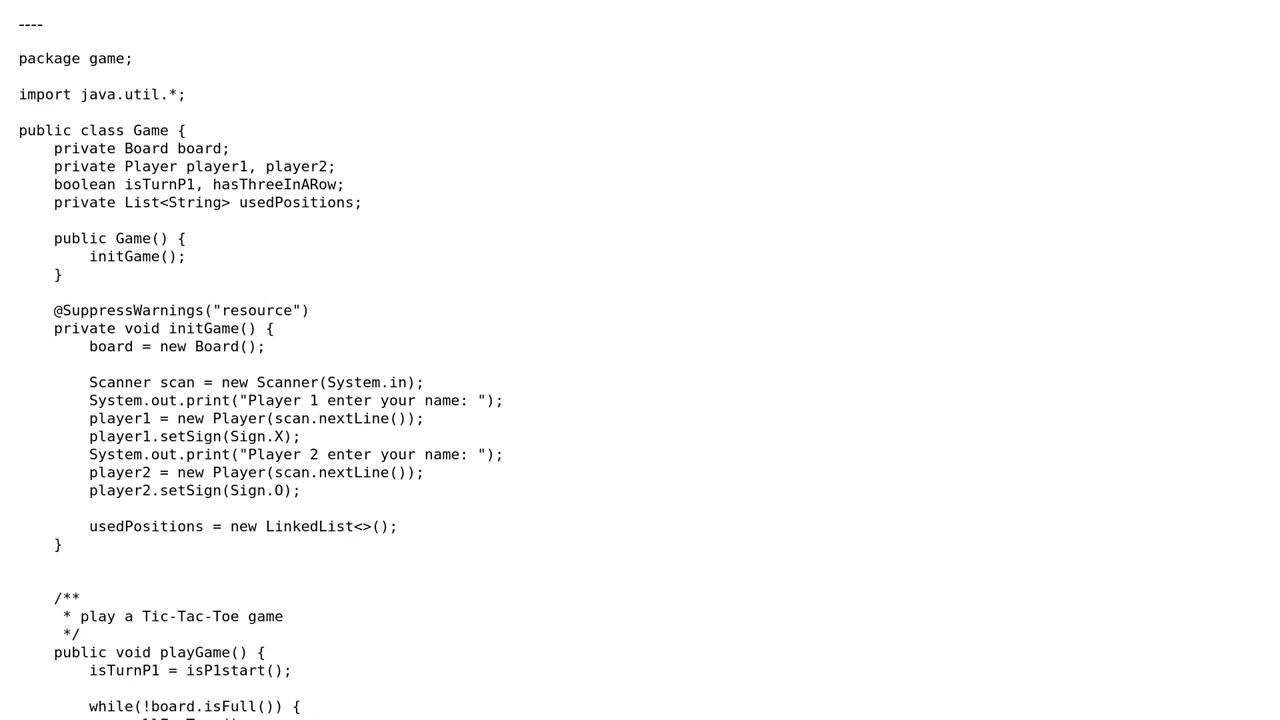 ----
package game;
import java.util.*;
public class Game {
    private Board board;
    private Player player1, player2;
    boolean isTurnP1, hasThreeInARow;
    private List<String> usedPositions;
    public Game() {
        initGame();
    }
    @SuppressWarnings("resource")
    private void initGame() {
        board = new Board();
        Scanner scan = new Scanner(System.in);
        System.out.print("Player 1 enter your name: ");
        player1 = new Player(scan.nextLine());
        player1.setSign(Sign.X);
        System.out.print("Player 2 enter your name: ");
        player2 = new Player(scan.nextLine());
        player2.setSign(Sign.O);
        usedPositions = new LinkedList<>();
    }
    /**
     * play a Tic-Tac-Toe game
     */
    public void playGame() {
        isTurnP1 = isP1start();
        while(!board.isFull()) {